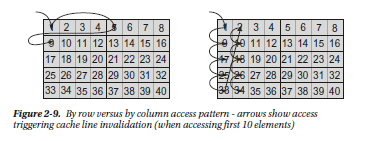 2 3 4 5 6 7 8
9 10 11 12 13 14 15 16
17 18 19 20 21 22 23 24
25 26 27 28 29 30 31 32
33 34 35 36 37 38 39 40
2 3 4 5 6 7 8
9 10 11 12 13 14 15 16
17 18 19 20 21 22 23 24
25 26 27 28 29 30 31 32
33 34 35 36 37 38 39 40
Figure 2-9. By row versus by column access pattern - arrows show access
triggering cache line invalidation (when accessing first 10 elements)